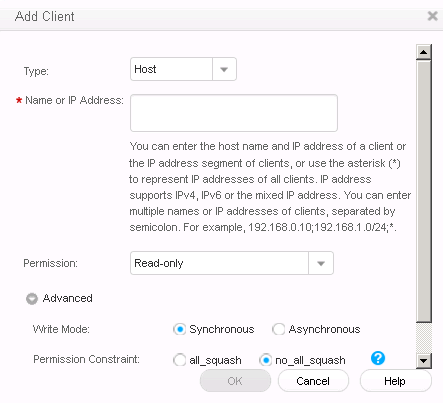 Add Client
Type: Host
* Name or IP Address:
You can enter the host name and IP address of a client or
the IP address segment of clients, or use the asterisk (*)
to represent IP addresses of all clients. IP address
supports IPv4, IPv6 or the mixed IP address. You can enter
multiple names or IP addresses of clients, separated by
semicolon. For example, 192.168.0.10;192.168.1.0/24;*.
Permission: Read-only
Advanced
Write Mode: Synchronous Asynchronous
Permission Constraint: all_squash no_all_squash ?
OK Cancel Help